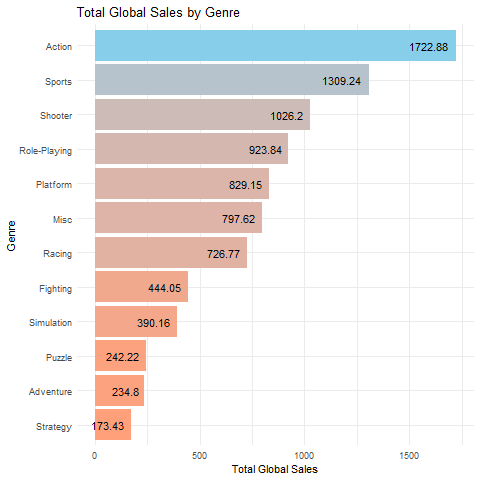 Total Global Sales by Genre
Genre
Action 1722.88
Sports 1309.24
Shooter 1026.2
Role-Playing 923.84
Platform 829.15
Misc 797.62
Racing 726.77
Fighting 444.05
Simulation 390.16
Puzzle 242.22
Adventure 234.8
Strategy 173.43
0 500 1000 1500
Total Global Sales